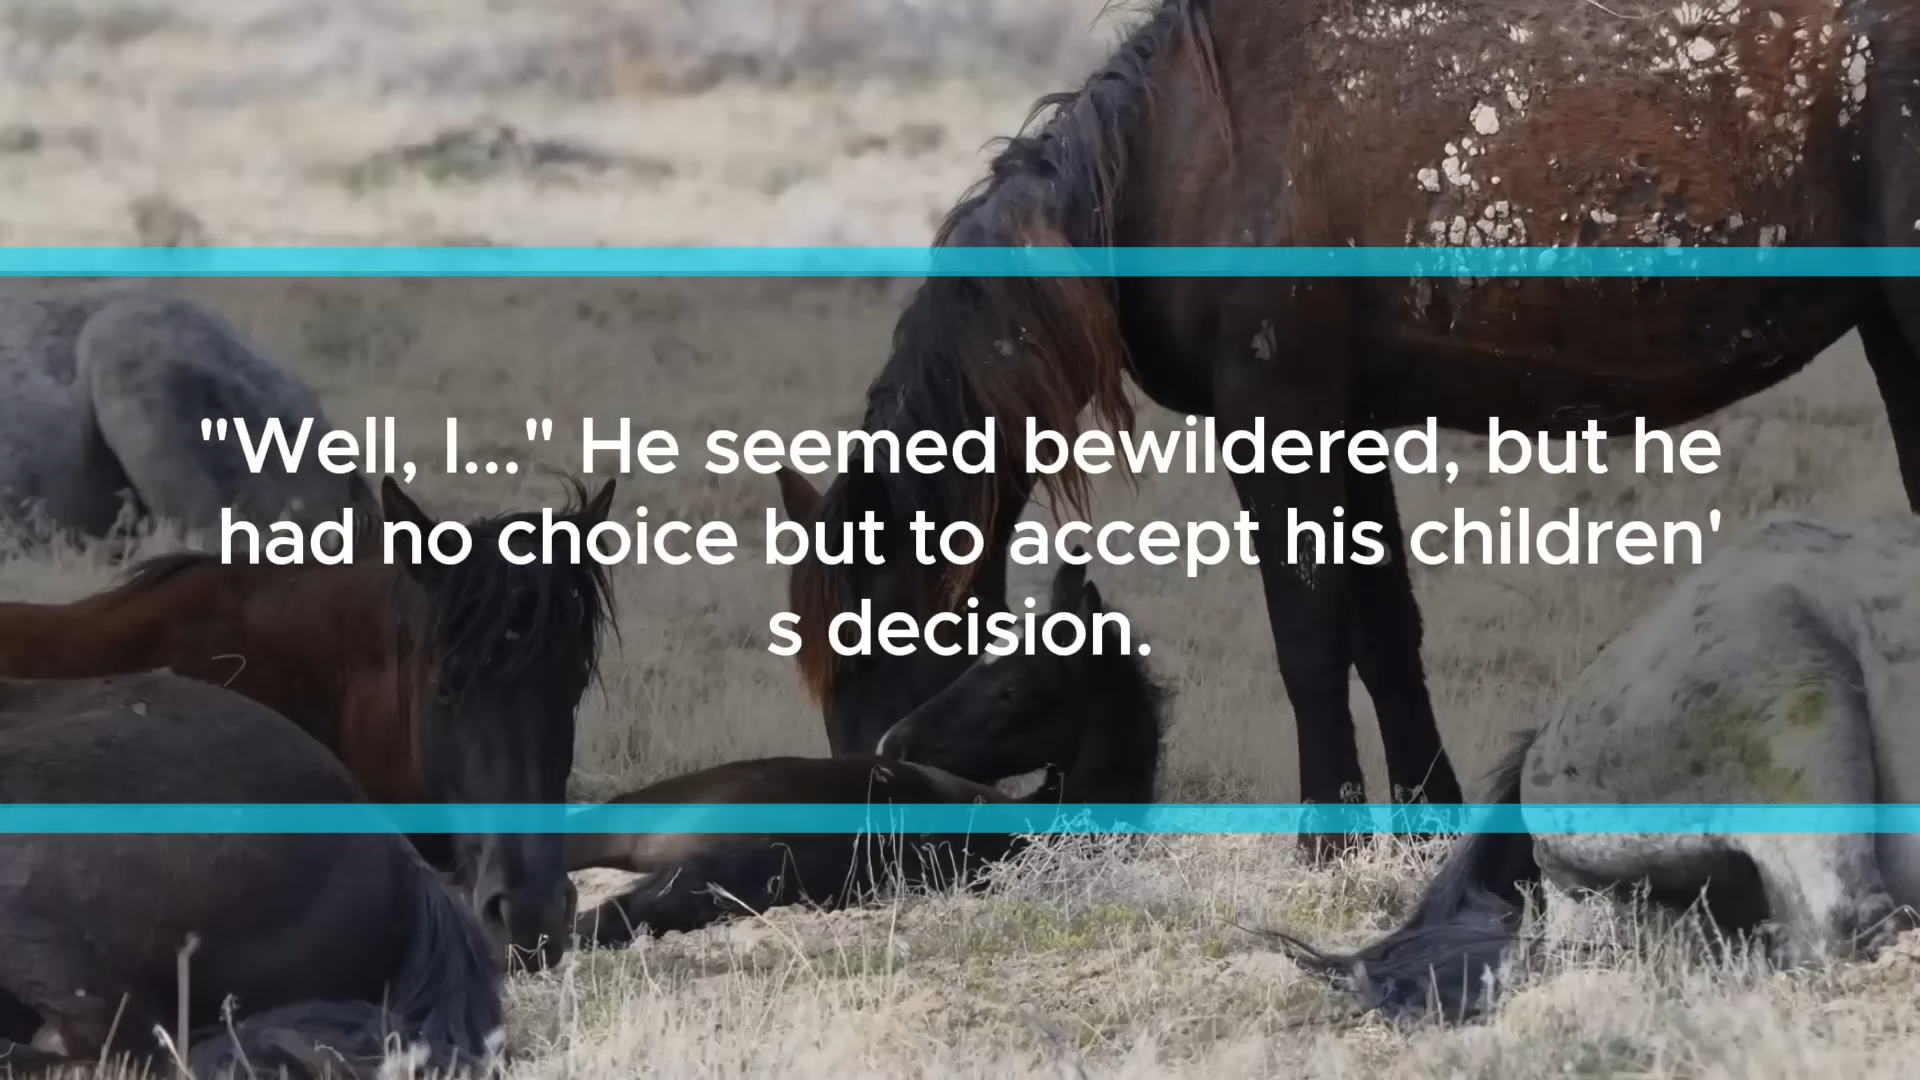 "Well, I..." He seemed bewildered, but he
had no choice but to accept his children'
s decision.